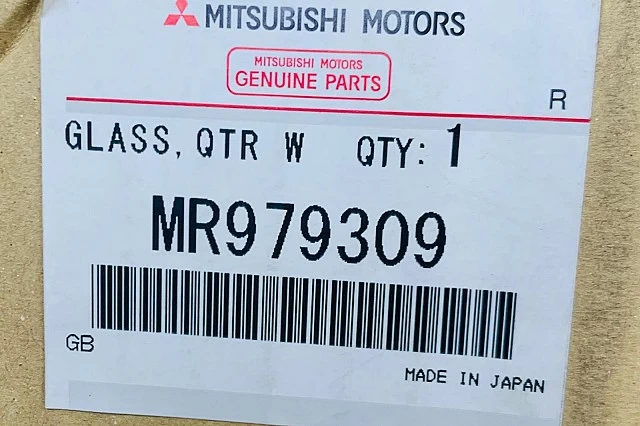 MITSUBISHI MOTORS
MITSUBISHI MOTORS
GENUINE PARTS
R
GLASS, QTR W QTY: 1
MR979309
GB
MADE IN JAPAN